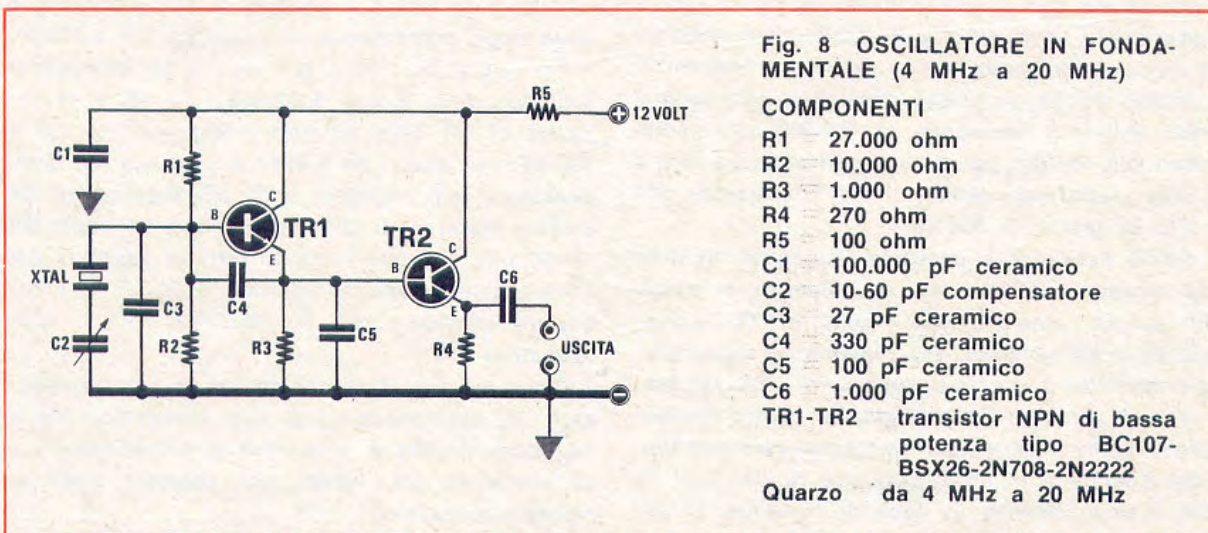 R5
12 VOLT
C1
R1
B
C
TR1
E
TR2
B
C
E
C6
XTAL
C3
C4
C2
R2
R3
C5
R4
USCITA
Fig. 8 OSCILLATORE IN FONDA-
MENTALE (4 MHz a 20 MHz)
COMPONENTI
R1 27.000 ohm
R2 10.000 ohm
R3 1.000 ohm
R4 270 ohm
R5 100 ohm
C1 100.000 pF ceramico
C2 10-60 pF compensatore
C3 27 pF ceramico
C4 330 pF ceramico
C5 100 pF ceramico
C6 1.000 pF ceramico
TR1-TR2 transistor NPN di bassa
potenza tipo BC107-
BSX26-2N708-2N2222
Quarzo da 4 MHz a 20 MHz